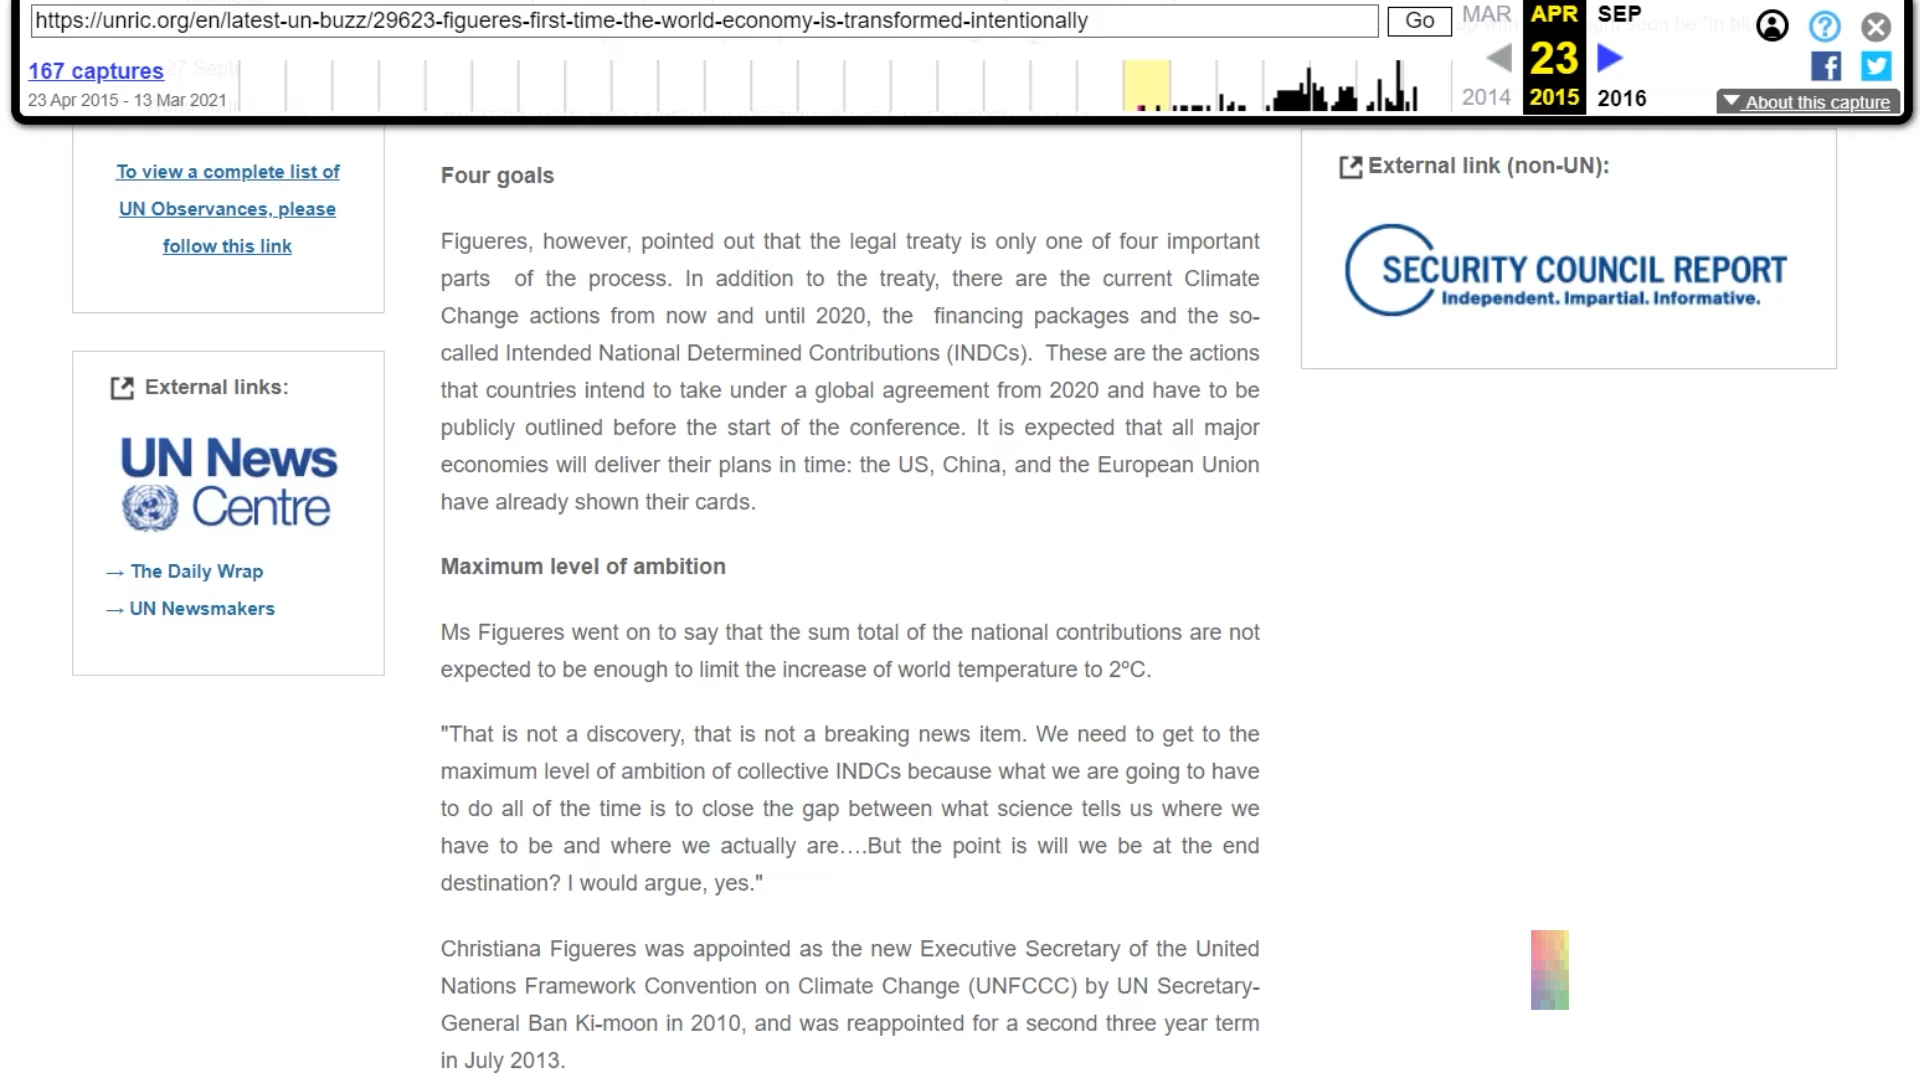 https://unric.org/en/latest-un-buzz/29623-figueres-first-time-the-world-economy-is-transformed-intentionally
Go
MAR
APR
SEP
167 captures
23
23 Apr 2015 - 13 Mar 2021
2014
2015
2016
About this capture
To view a complete list of
UN Observances, please
follow this link
External links:
UN News
Centre
→ The Daily Wrap
→ UN Newsmakers
Four goals
Figueres, however, pointed out that the legal treaty is only one of four important
parts of the process. In addition to the treaty, there are the current Climate
Change actions from now and until 2020, the financing packages and the so-
called Intended National Determined Contributions (INDCs). These are the actions
that countries intend to take under a global agreement from 2020 and have to be
publicly outlined before the start of the conference. It is expected that all major
economies will deliver their plans in time: the US, China, and the European Union
have already shown their cards.
Maximum level of ambition
Ms Figueres went on to say that the sum total of the national contributions are not
expected to be enough to limit the increase of world temperature to 2ºC.
"That is not a discovery, that is not a breaking news item. We need to get to the
maximum level of ambition of collective INDCs because what we are going to have
to do all of the time is to close the gap between what science tells us where we
have to be and where we actually are....But the point is will we be at the end
destination? I would argue, yes."
Christiana Figueres was appointed as the new Executive Secretary of the United
Nations Framework Convention on Climate Change (UNFCCC) by UN Secretary-
General Ban Ki-moon in 2010, and was reappointed for a second three year term
in July 2013.
External link (non-UN):
SECURITY COUNCIL REPORT
Independent. Impartial. Informative.